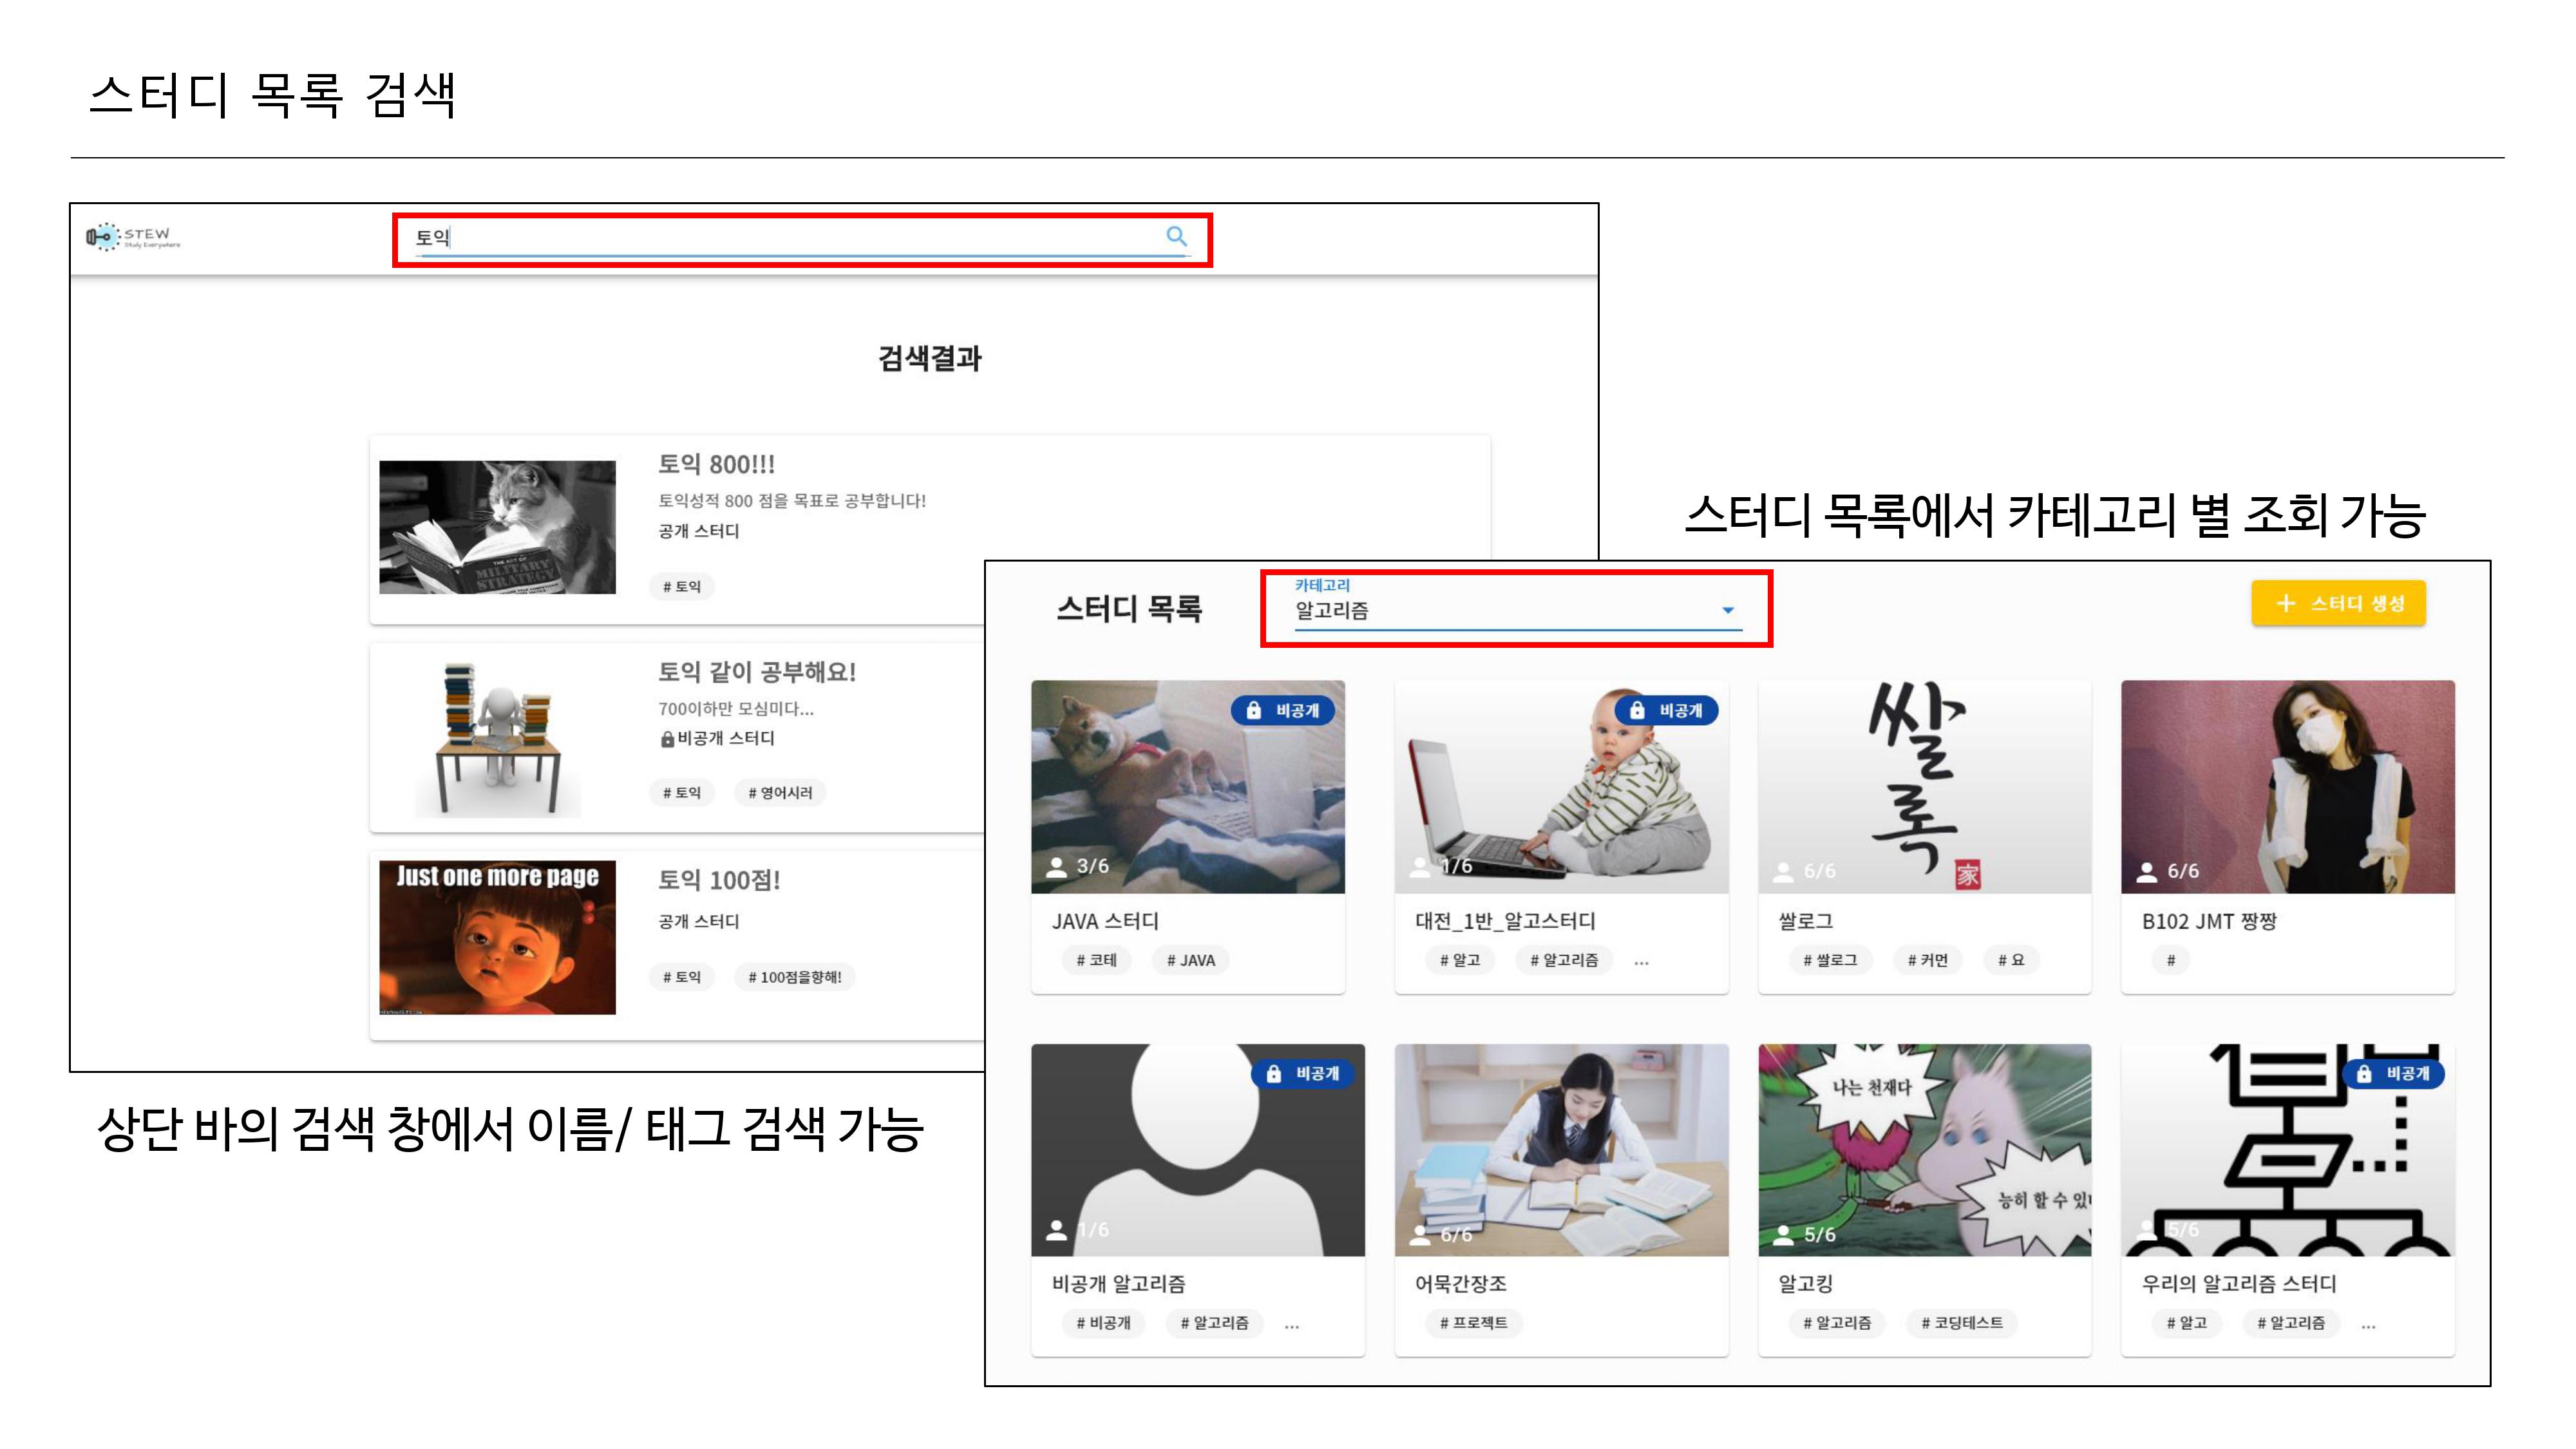 스터디 목록 검색
STEW
Study Everywhere
토익
검색결과
토익 800!!!
토익성적 800 점을 목표로 공부합니다!
공개 스터디
# 토익
THE ART OF
MILITARY
STRATEGY
토익 같이 공부해요!
700이하만 모심미다...
비공개 스터디
# 토익 # 영어시러
Just one more page
토익 100점!
공개 스터디
# 토익 # 100점을향해!
상단 바의 검색 창에서 이름/ 태그 검색 가능
스터디 목록에서 카테고리 별 조회 가능
스터디 목록
카테고리
알고리즘
+ 스터디 생성
비공개
3/6
JAVA 스터디
# 코테 # JAVA
비공개
1/6
대전_1반_알고스터디
# 알고 # 알고리즘 ...
쌀록
家
6/6
쌀로그
# 쌀로그 # 커먼 # 요
6/6
B102 JMT 짱짱
#
비공개
1/6
비공개 알고리즘
# 비공개 # 알고리즘 ...
6/6
어묵간장조
# 프로젝트
나는 천재다
능히 할 수 있
5/6
알고킹
# 알고리즘 # 코딩테스트
비공개
5/6
우리의 알고리즘 스터디
# 알고 # 알고리즘 ...